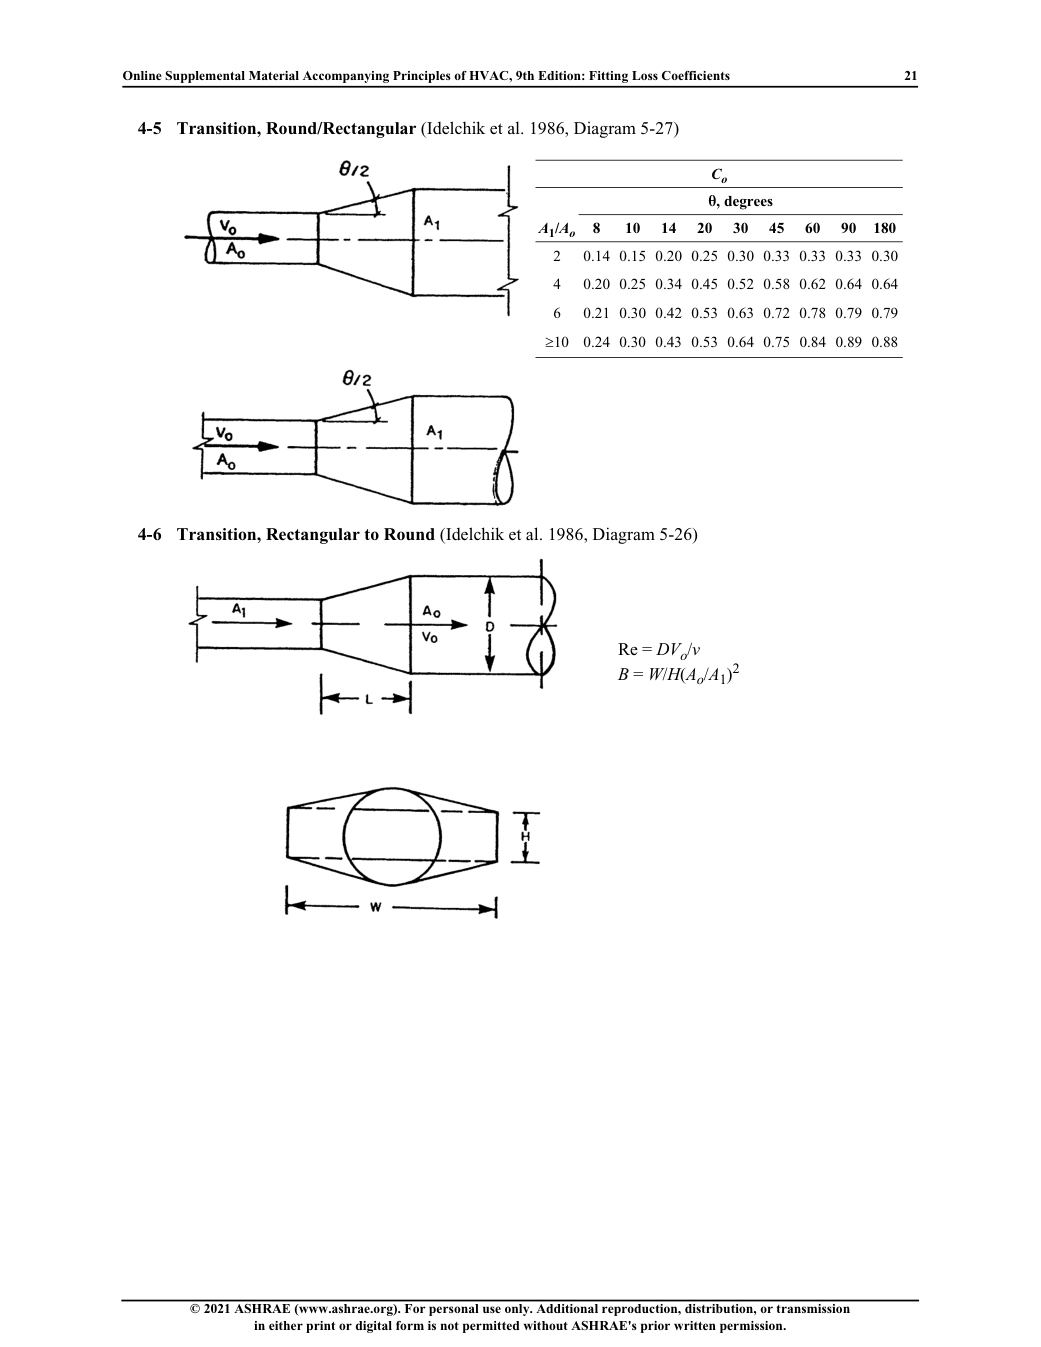 Online Supplemental Material Accompanying Principles of HVAC, 9th Edition: Fitting Loss Coefficients 21
4-5 Transition, Round/Rectangular (Idelchik et al. 1986, Diagram 5-27)
θ/2
V₀
A₀
A₁
Cₒ
θ, degrees
A₁/Aₒ 8 10 14 20 30 45 60 90 180
2 0.14 0.15 0.20 0.25 0.30 0.33 0.33 0.33 0.30
4 0.20 0.25 0.34 0.45 0.52 0.58 0.62 0.64 0.64
6 0.21 0.30 0.42 0.53 0.63 0.72 0.78 0.79 0.79
≥10 0.24 0.30 0.43 0.53 0.64 0.75 0.84 0.89 0.88
θ/2
V₀
A₀
A₁
4-6 Transition, Rectangular to Round (Idelchik et al. 1986, Diagram 5-26)
A₁
A₀
V₀
D
L
Re = DVₒ/ν
B = W/H(Aₒ/A₁)²
H
W
© 2021 ASHRAE (www.ashrae.org). For personal use only. Additional reproduction, distribution, or transmission
in either print or digital form is not permitted without ASHRAE's prior written permission.